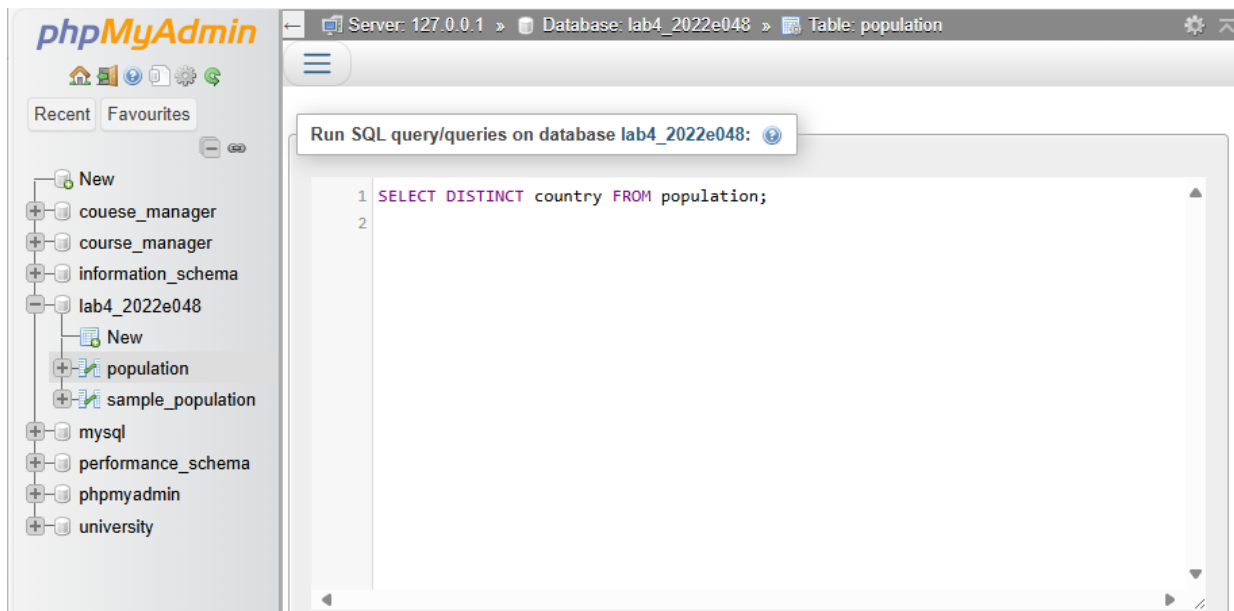 phpMyAdmin
Recent Favourites
New
couese_manager
course_manager
information_schema
lab4_2022e048
New
population
sample_population
mysql
performance_schema
phpmyadmin
university
← Server: 127.0.0.1 » Database: lab4_2022e048 » Table: population
Run SQL query/queries on database lab4_2022e048:
1 SELECT DISTINCT country FROM population;
2